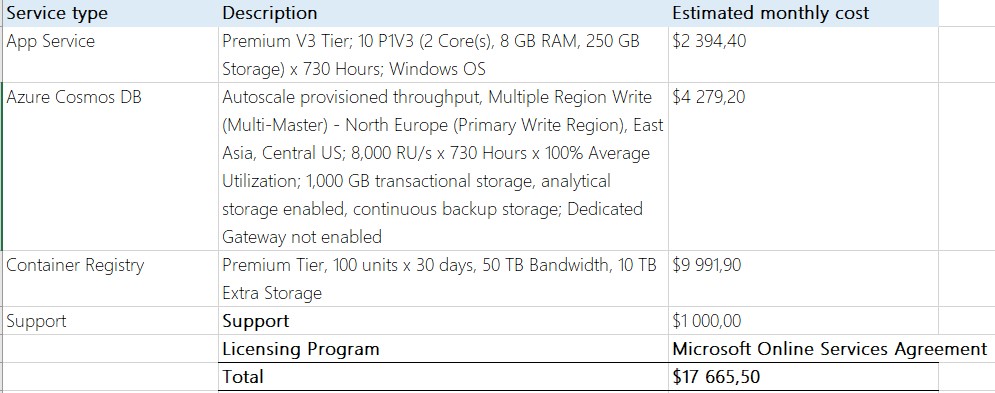 Service type Description Estimated monthly cost
App Service Premium V3 Tier; 10 P1V3 (2 Core(s), 8 GB RAM, 250 GB $2 394,40
Storage) x 730 Hours; Windows OS
Azure Cosmos DB Autoscale provisioned throughput, Multiple Region Write $4 279,20
(Multi-Master) - North Europe (Primary Write Region), East
Asia, Central US; 8,000 RU/s x 730 Hours x 100% Average
Utilization; 1,000 GB transactional storage, analytical
storage enabled, continuous backup storage; Dedicated
Gateway not enabled
Container Registry Premium Tier, 100 units x 30 days, 50 TB Bandwidth, 10 TB $9 991,90
Extra Storage
Support Support $1 000,00
Licensing Program Microsoft Online Services Agreement
Total $17 665,50